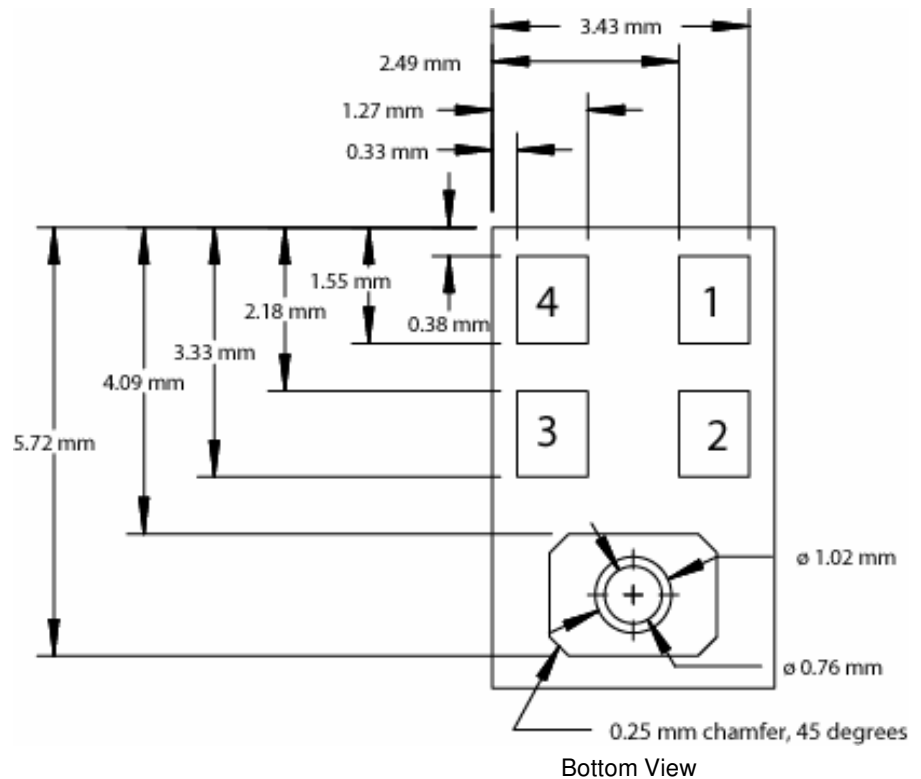 3.43 mm
2.49 mm
1.27 mm
0.33 mm
1.55 mm
4
1
2.18 mm
0.38 mm
3.33 mm
4.09 mm
5.72 mm
3
2
ø 1.02 mm
ø 0.76 mm
0.25 mm chamfer, 45 degrees
Bottom View